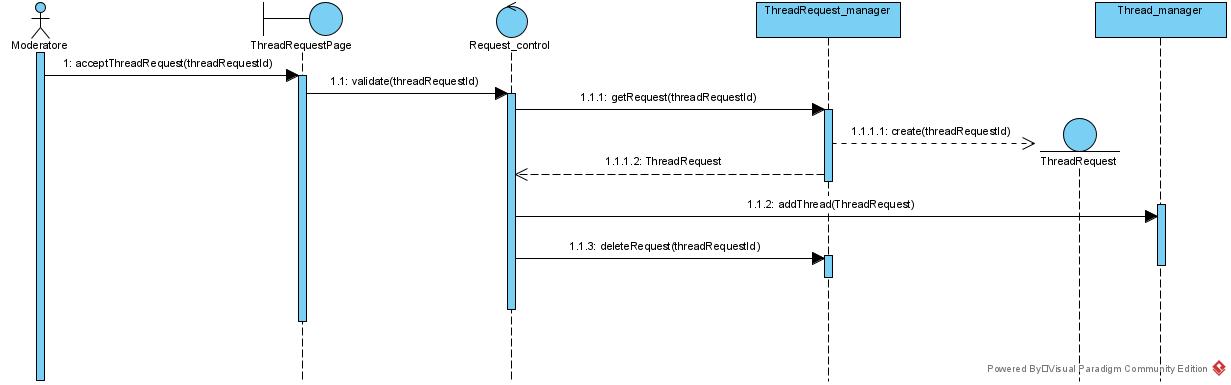 ThreadRequest_manager
Thread_manager
Moderatore
ThreadRequestPage
Request_control
1: acceptThreadRequest(threadRequestId)
1.1: validate(threadRequestId)
1.1.1: getRequest(threadRequestId)
1.1.1.1: create(threadRequestId)
ThreadRequest
1.1.1.2: ThreadRequest
1.1.2: addThread(ThreadRequest)
1.1.3: deleteRequest(threadRequestId)
Powered By□Visual Paradigm Community Edition